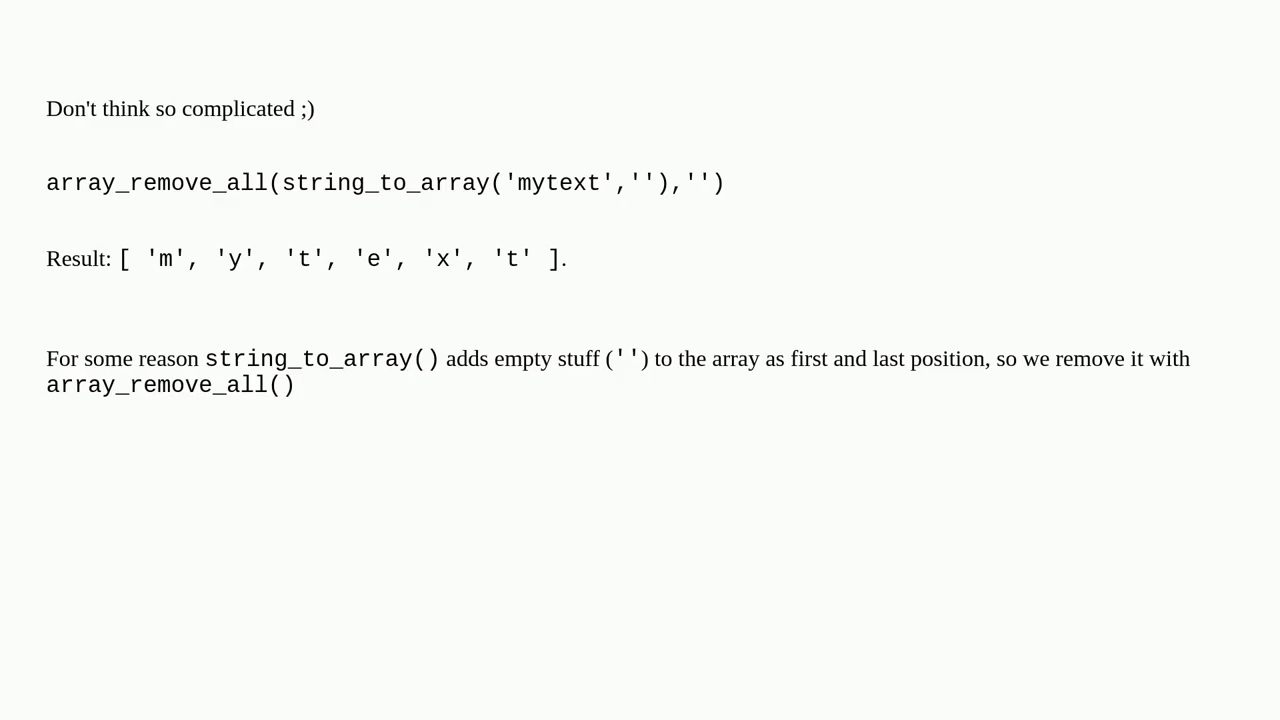 Don't think so complicated ;)
array_remove_all(string_to_array('mytext',''),'')
Result: [ 'm', 'y', 't', 'e', 'x', 't' ].
For some reason string_to_array() adds empty stuff ('') to the array as first and last position, so we remove it with
array_remove_all()